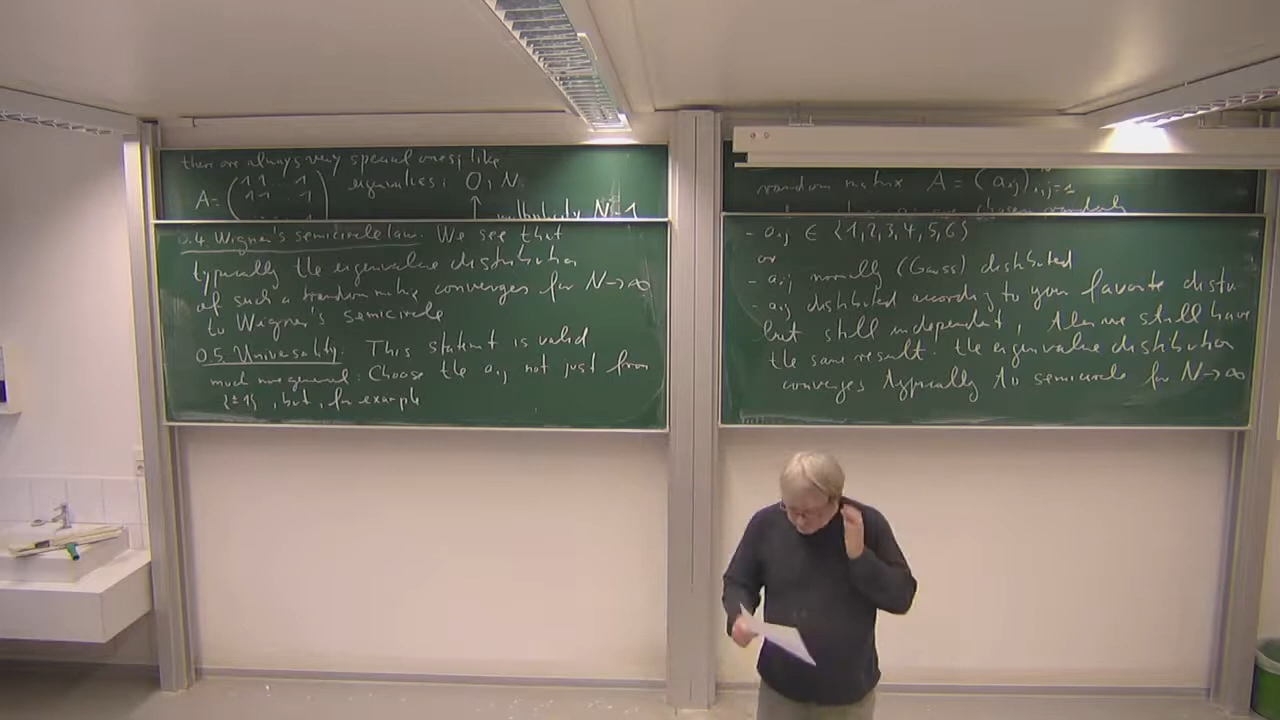 there are always very special ones, like
A = ( 1 1 ... 1
1 1 ... 1
... ) eigenvalues: 0, N
↑
multiplicity N-1
0.4 Wigner's semicircle law. We see that
typically the eigenvalue distribution
of such a random matrix converges for N→∞
to Wigner's semicircle
0.5 Universality. This statement is valid
much more general: Choose the aij not just from
{±1}, but, for example
random matrix A = (aij) i,j=1
are chosen randomly
- aij ∈ {1,2,3,4,5,6}
or
- aij normally (Gauss) distributed
- aij distributed according to your favorite distri
but still independent, then we still have
the same result. the eigenvalue distribution
converges typically to semicircle for N→∞